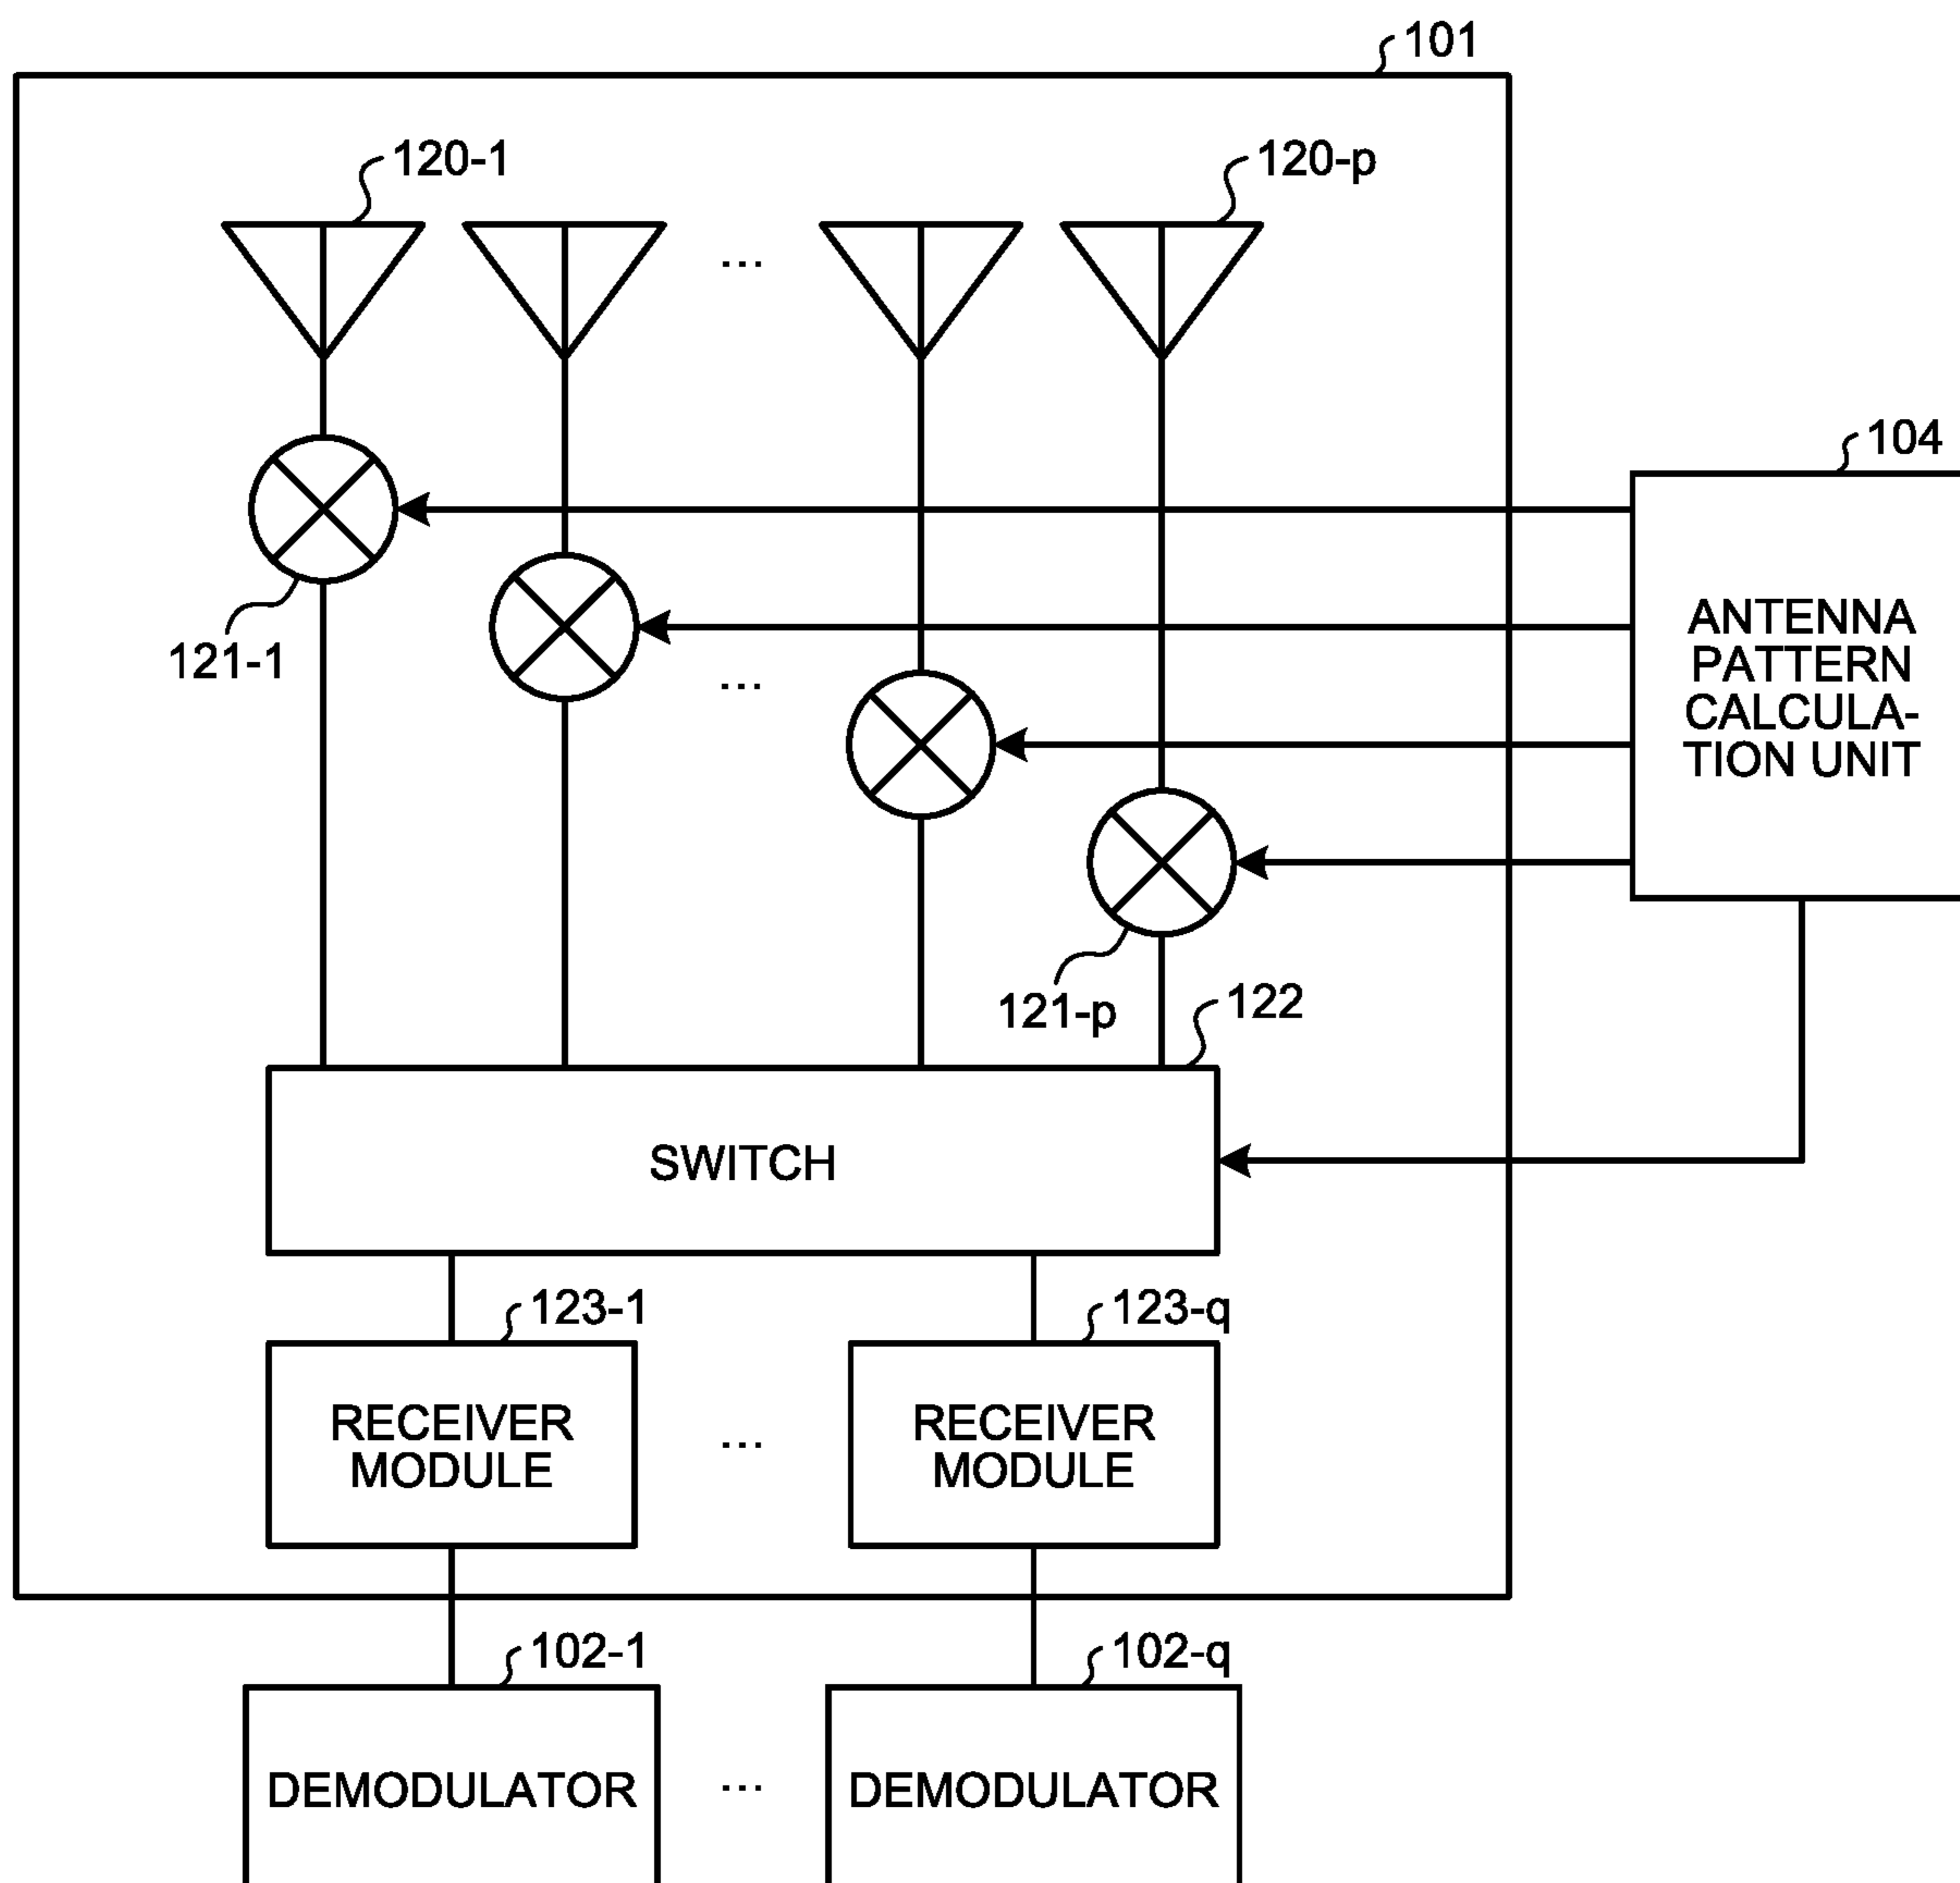 101
120-1
120-p
...
104
121-1
...
ANTENNA
PATTERN
CALCULA-
TION UNIT
121-p
122
SWITCH
123-1
123-q
RECEIVER
MODULE
...
RECEIVER
MODULE
102-1
102-q
DEMODULATOR
...
DEMODULATOR